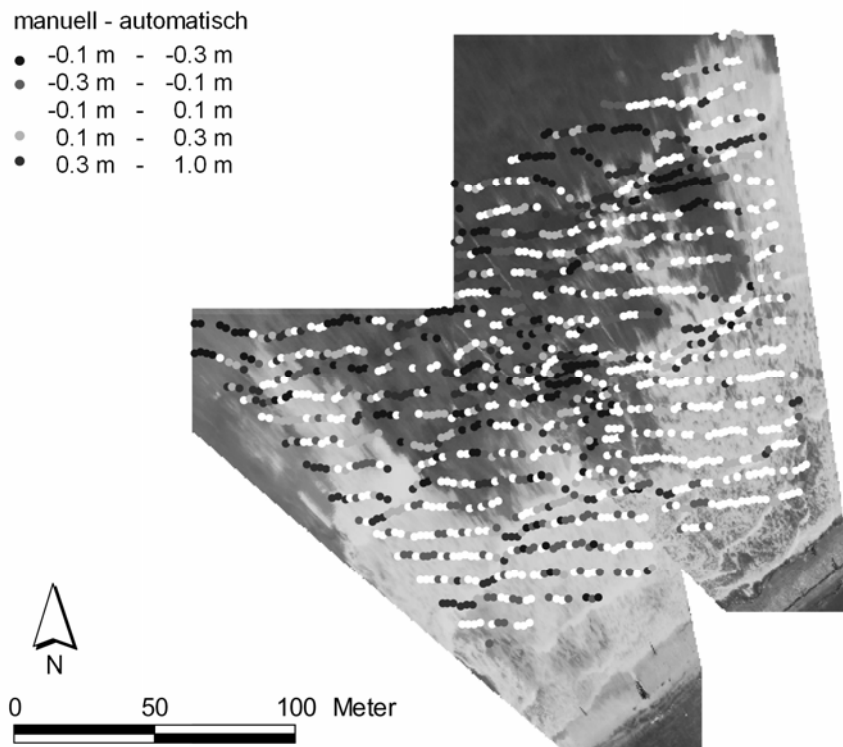 manuell - automatisch
-0.1 m - -0.3 m
-0.3 m - -0.1 m
-0.1 m - 0.1 m
0.1 m - 0.3 m
0.3 m - 1.0 m
N
0 50 100 Meter